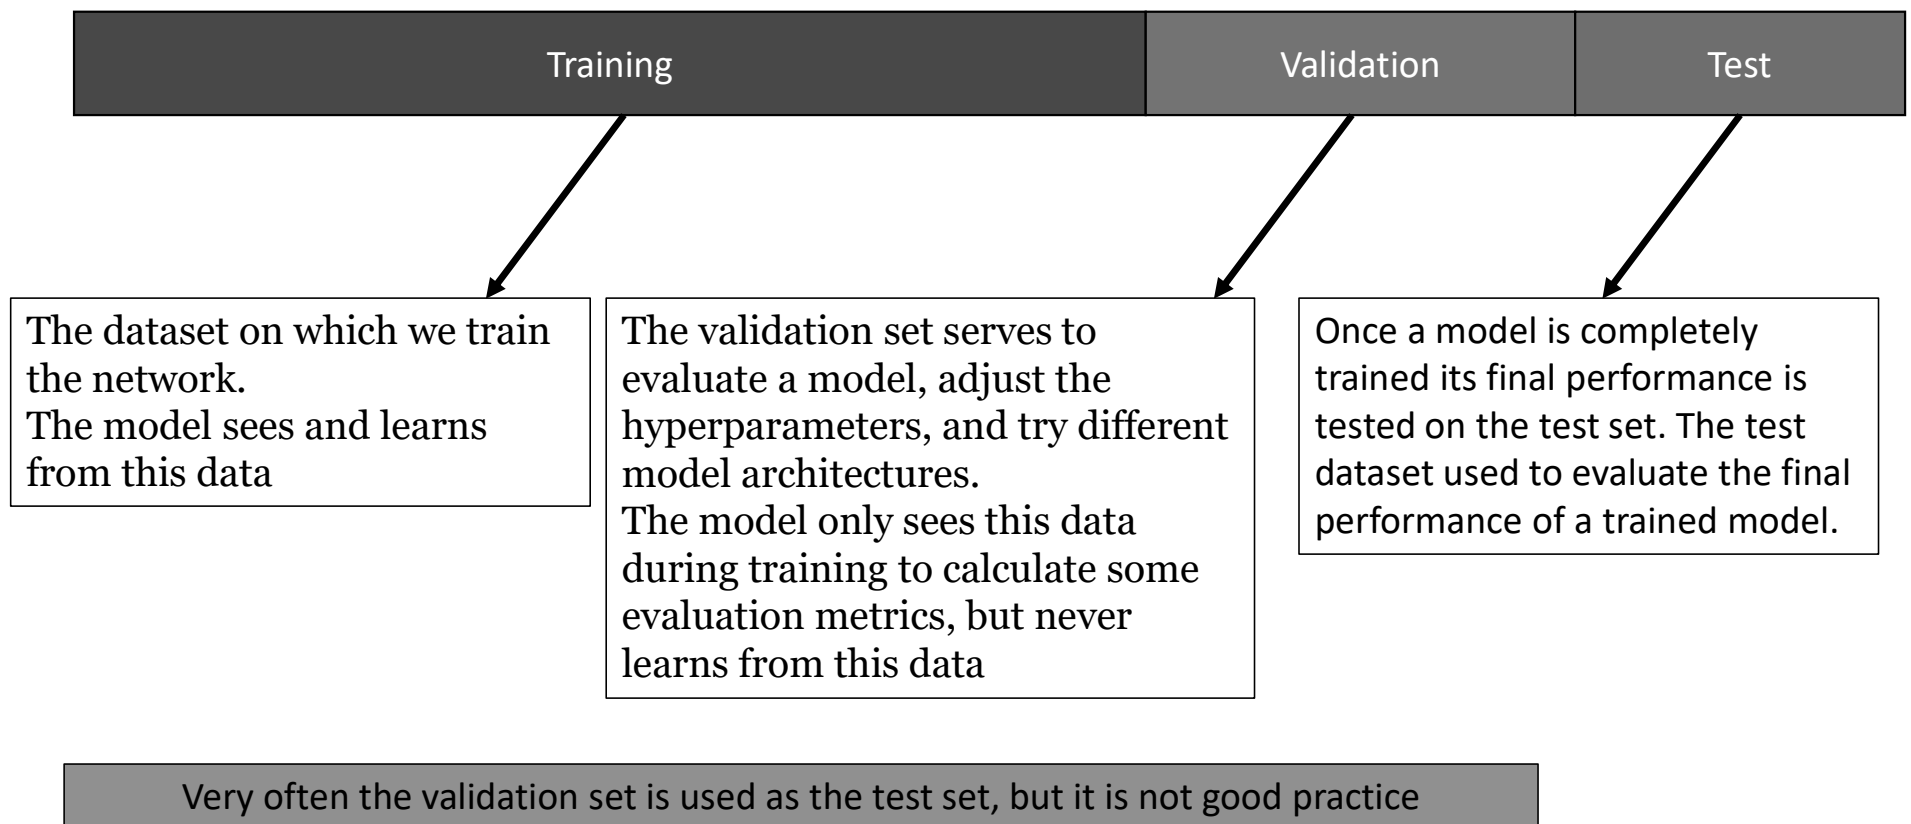 Training
Validation
Test
The dataset on which we train
the network.
The model sees and learns
from this data
The validation set serves to
evaluate a model, adjust the
hyperparameters, and try different
model architectures.
The model only sees this data
during training to calculate some
evaluation metrics, but never
learns from this data
Once a model is completely
trained its final performance is
tested on the test set. The test
dataset used to evaluate the final
performance of a trained model.
Very often the validation set is used as the test set, but it is not good practice